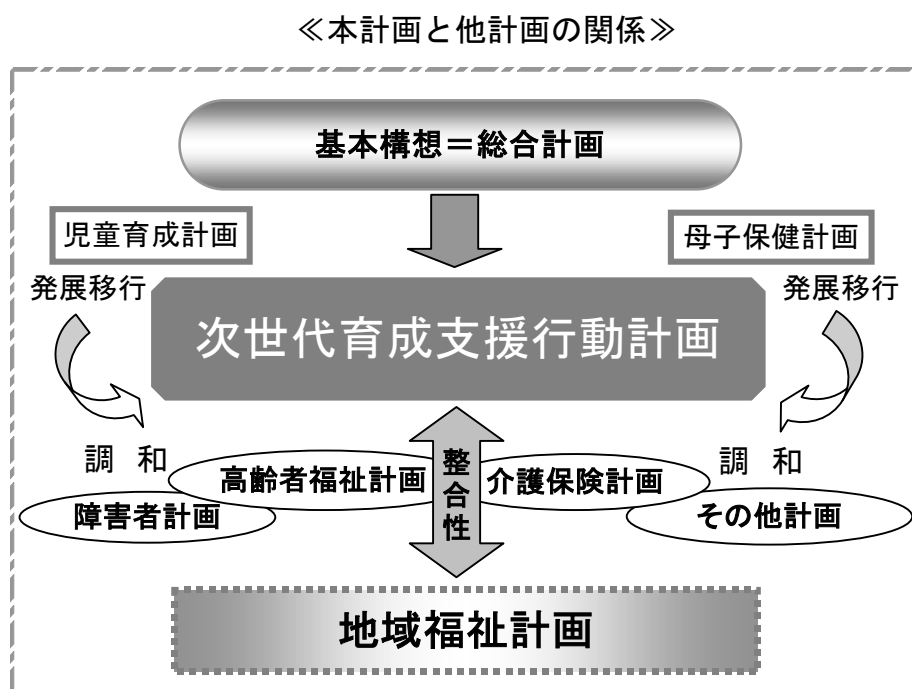 ≪本計画と他計画の関係≫
基本構想＝総合計画
児童育成計画
母子保健計画
発展移行
発展移行
次世代育成支援行動計画
調 和
調 和
整合性
高齢者福祉計画
介護保険計画
障害者計画
その他計画
地域福祉計画